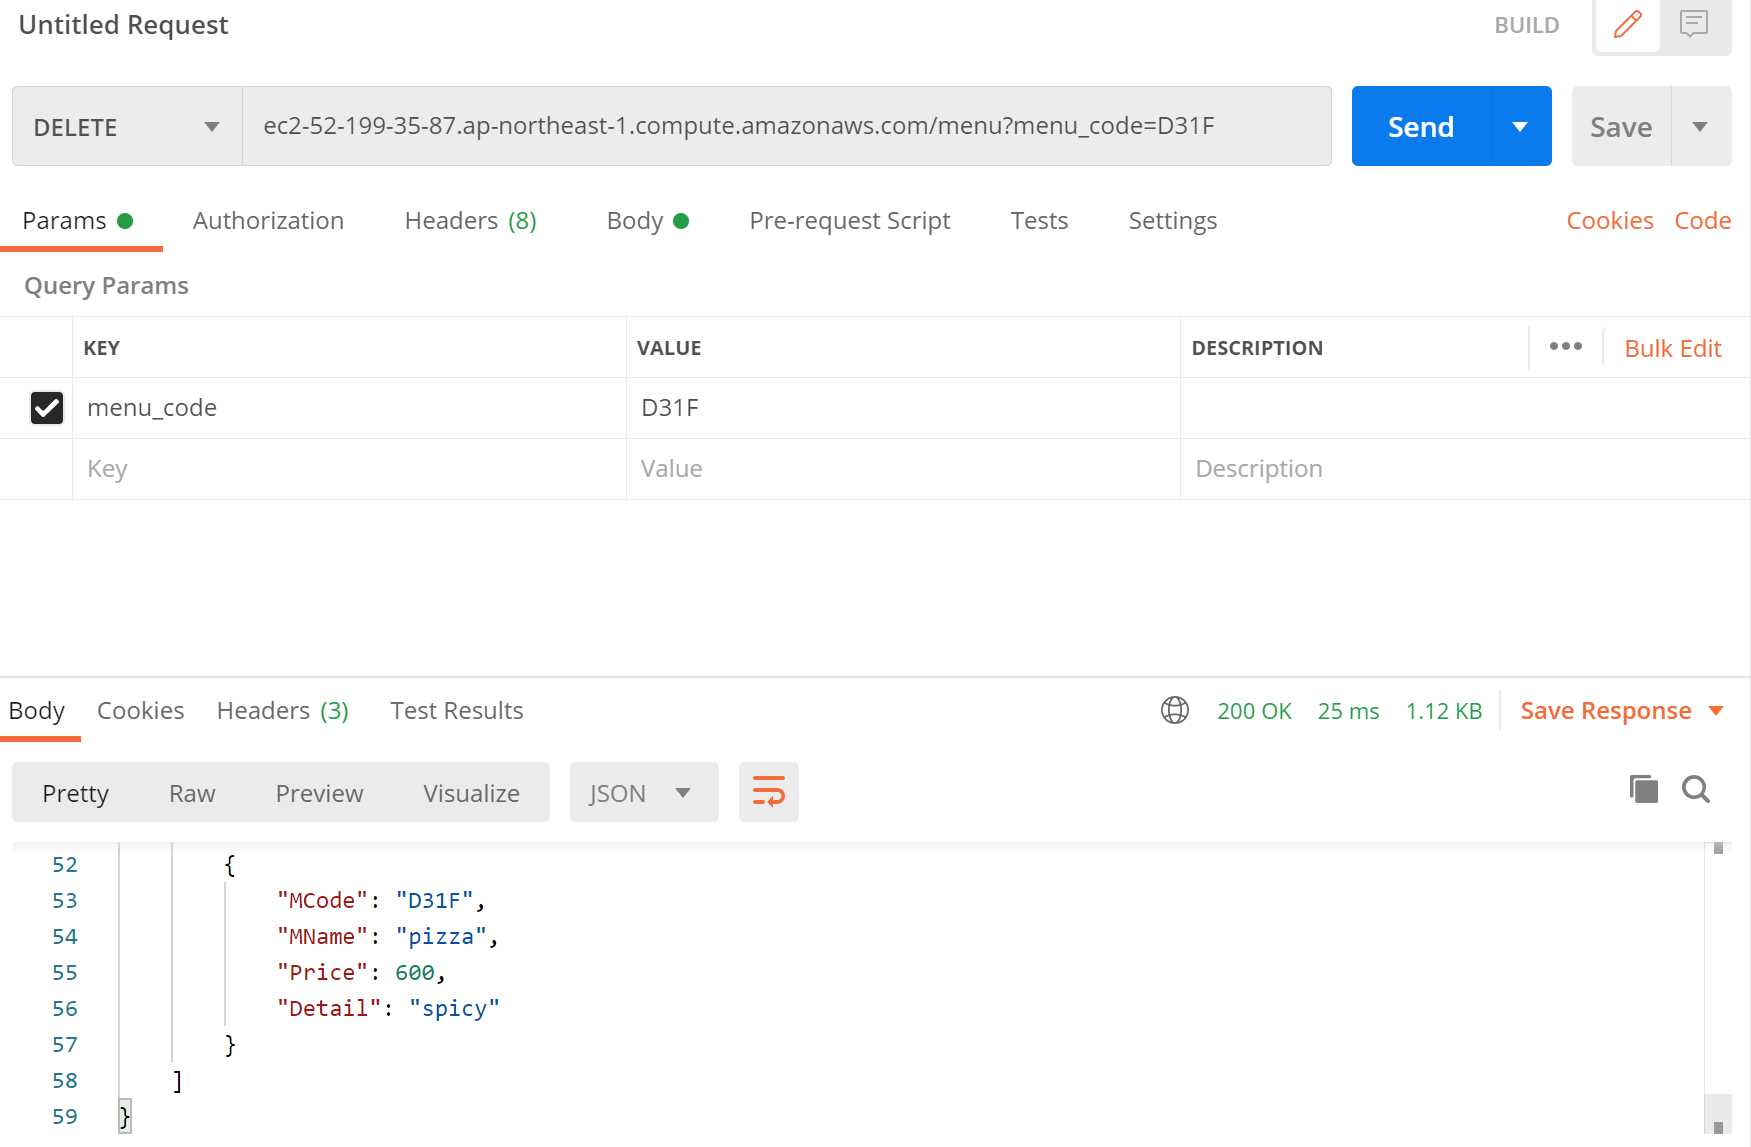 Untitled Request
BUILD
DELETE
ec2-52-199-35-87.ap-northeast-1.compute.amazonaws.com/menu?menu_code=D31F
Send
Save
Params
Authorization
Headers (8)
Body
Pre-request Script
Tests
Settings
Cookies
Code
Query Params
KEY
VALUE
DESCRIPTION
Bulk Edit
menu_code
D31F
Key
Value
Description
Body
Cookies
Headers (3)
Test Results
200 OK
25 ms
1.12 KB
Save Response
Pretty
Raw
Preview
Visualize
JSON
52 {
53 "MCode": "D31F",
54 "MName": "pizza",
55 "Price": 600,
56 "Detail": "spicy"
57 }
58 ]
59 }